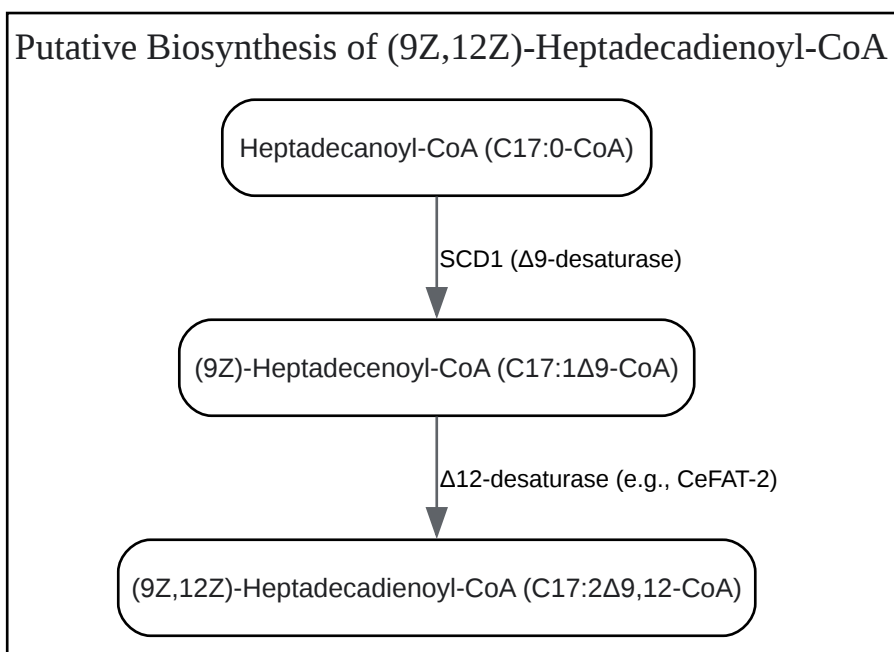 Putative Biosynthesis of (9Z,12Z)-Heptadecadienoyl-CoA
Heptadecanoyl-CoA (C17:0-CoA)
SCD1 (Δ9-desaturase)
(9Z)-Heptadecenoyl-CoA (C17:1Δ9-CoA)
Δ12-desaturase (e.g., CeFAT-2)
(9Z,12Z)-Heptadecadienoyl-CoA (C17:2Δ9,12-CoA)